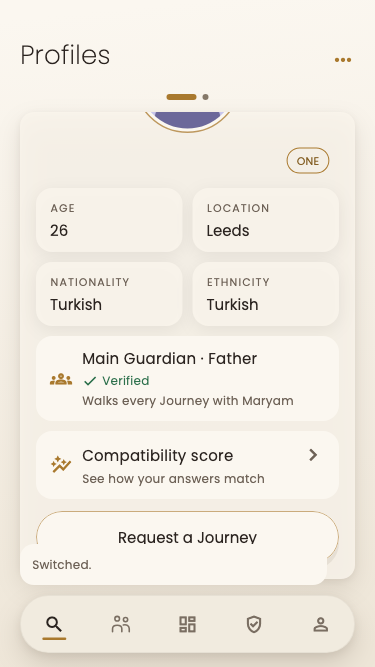 Profiles
ONE
AGE
26
LOCATION
Leeds
NATIONALITY
Turkish
ETHNICITY
Turkish
Main Guardian · Father
Verified
Walks every Journey with Maryam
Compatibility score
See how your answers match
Request a Journey
Switched.